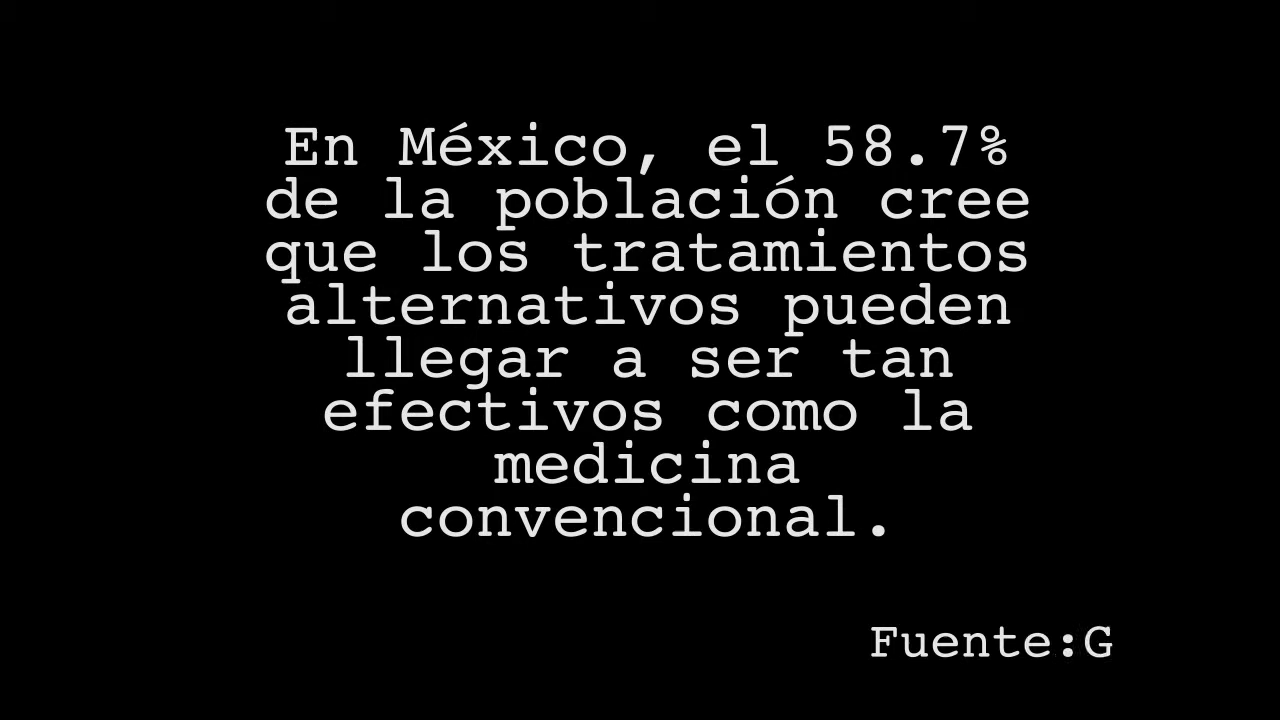 En México, el 58.7%
de la población cree
que los tratamientos
alternativos pueden
llegar a ser tan
efectivos como la
medicina
convencional.
Fuente:G